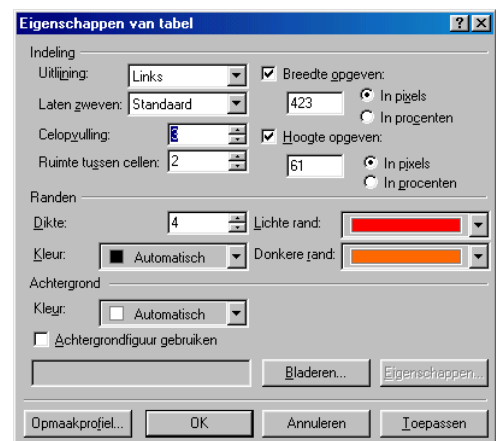 Eigenschappen van tabel
Indeling
Uitlijning: Links
Laten zweven: Standaard
Celopvulling: 3
Ruimte tussen cellen: 2
Breedte opgeven:
423
In pixels
In procenten
Hoogte opgeven:
61
In pixels
In procenten
Randen
Dikte: 4
Lichte rand:
Kleur: Automatisch
Donkere rand:
Achtergrond
Kleur: Automatisch
Achtergrondfiguur gebruiken
Bladeren... Eigenschappen...
Opmaakprofiel... OK Annuleren Toepassen